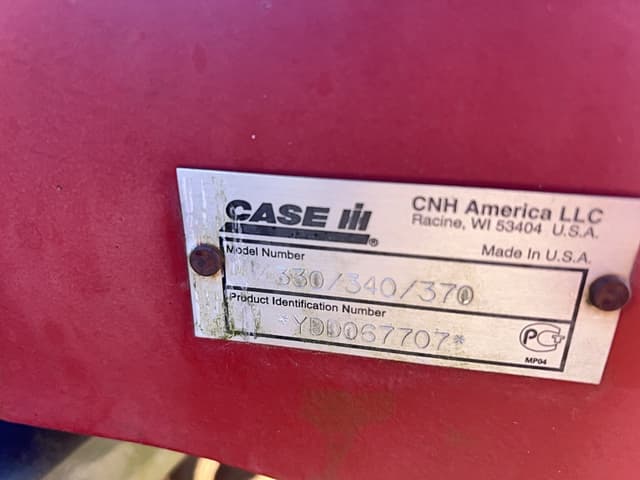 CASE IH
CNH America LLC
Racine, WI 53404 U.S.A.
Model Number
Made in U.S.A.
330/340/370
Product Identification Number
*YDD067707*
PG
MP04